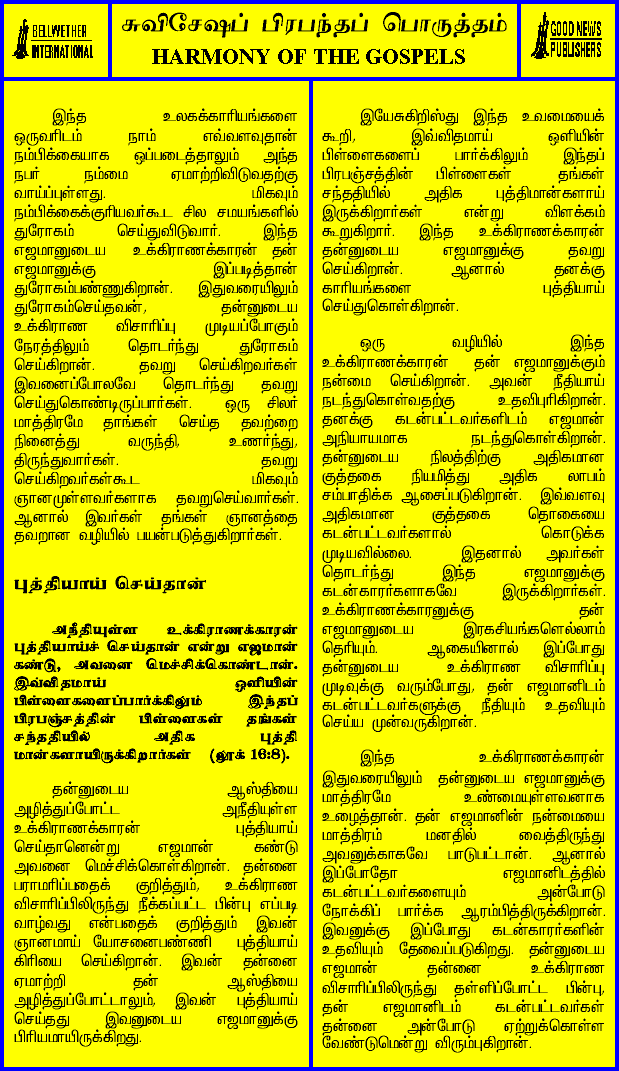 BELLWETHER
INTERNATIONAL
சுவிசேஷப் பிரபந்தப் பொருத்தம்
HARMONY OF THE GOSPELS
GOOD NEWS
PUBLISHERS
இந்த உலகக்காரியங்களை
ஒருவரிடம் நாம் எவ்வளவுதான்
நம்பிக்கையாக ஒப்படைத்தாலும் அந்த
நபர் நம்மை ஏமாற்றிவிடுவதற்கு
வாய்ப்புள்ளது. மிகவும்
நம்பிக்கைக்குரியவர்கூட சில சமயங்களில்
துரோகம் செய்துவிடுவார். இந்த
எஜமானுடைய உக்கிராணக்காரன் தன்
எஜமானுக்கு இப்படித்தான்
துரோகம்பண்ணுகிறான். இதுவரையிலும்
துரோகம்செய்தவன், தன்னுடைய
உக்கிராண விசாரிப்பு முடியப்போகும்
நேரத்திலும் தொடர்ந்து துரோகம்
செய்கிறான். தவறு செய்கிறவர்கள்
இவனைப்போலவே தொடர்ந்து தவறு
செய்துகொண்டிருப்பார்கள். ஒரு சிலர்
மாத்திரமே தாங்கள் செய்த தவற்றை
நினைத்து வருந்தி, உணர்ந்து,
திருந்துவார்கள். தவறு
செய்கிறவர்கள்கூட மிகவும்
ஞானமுள்ளவர்களாக தவறுசெய்வார்கள்.
ஆனால் இவர்கள் தங்கள் ஞானத்தை
தவறான வழியில் பயன்படுத்துகிறார்கள்.
புத்தியாய் செய்தான்
அநீதியுள்ள உக்கிராணக்காரன்
புத்தியாய்ச் செய்தான் என்று எஜமான்
கண்டு, அவனை மெச்சிக்கொண்டான்.
இவ்விதமாய் ஒளியின்
பிள்ளைகளைப்பார்க்கிலும் இந்தப்
பிரபஞ்சத்தின் பிள்ளைகள் தங்கள்
சந்ததியில் அதிக புத்தி
மான்களாயிருக்கிறார்கள் (லூக் 16:8).
தன்னுடைய ஆஸ்தியை
அழித்துப்போட்ட அநீதியுள்ள
உக்கிராணக்காரன் புத்தியாய்
செய்தானென்று எஜமான் கண்டு
அவனை மெச்சிக்கொள்கிறான். தன்னை
பராமரிப்பதைக் குறித்தும், உக்கிராண
விசாரிப்பிலிருந்து நீக்கப்பட்ட பின்பு எப்படி
வாழ்வது என்பதைக் குறித்தும் இவன்
ஞானமாய் யோசனைபண்ணி புத்தியாய்
கிரியை செய்கிறான். இவன் தன்னை
ஏமாற்றி தன் ஆஸ்தியை
அழித்துப்போட்டாலும், இவன் புத்தியாய்
செய்தது இவனுடைய எஜமானுக்கு
பிரியமாயிருக்கிறது.
இயேசுகிறிஸ்து இந்த உவமையைக்
கூறி, இவ்விதமாய் ஒளியின்
பிள்ளைகளைப் பார்க்கிலும் இந்தப்
பிரபஞ்சத்தின் பிள்ளைகள் தங்கள்
சந்ததியில் அதிக புத்திமான்களாய்
இருக்கிறார்கள் என்று விளக்கம்
கூறுகிறார். இந்த உக்கிராணக்காரன்
தன்னுடைய எஜமானுக்கு தவறு
செய்கிறான். ஆனால் தனக்கு
காரியங்களை புத்தியாய்
செய்துகொள்கிறான்.
ஒரு வழியில் இந்த
உக்கிராணக்காரன் தன் எஜமானுக்கும்
நன்மை செய்கிறான். அவன் நீதியாய்
நடந்துகொள்வதற்கு உதவிபுரிகிறான்.
தனக்கு கடன்பட்டவர்களிடம் எஜமான்
அநியாயமாக நடந்துகொள்கிறான்.
தன்னுடைய நிலத்திற்கு அதிகமான
குத்தகை நியமித்து அதிக லாபம்
சம்பாதிக்க ஆசைப்படுகிறான். இவ்வளவு
அதிகமான குத்தகை தொகையை
கடன்பட்டவர்களால் கொடுக்க
முடியவில்லை. இதனால் அவர்கள்
தொடர்ந்து இந்த எஜமானுக்கு
கடன்காரர்களாகவே இருக்கிறார்கள்.
உக்கிராணக்காரனுக்கு தன்
எஜமானுடைய இரகசியங்களெல்லாம்
தெரியும். ஆகையினால் இப்போது
தன்னுடைய உக்கிராண விசாரிப்பு
முடிவுக்கு வரும்போது, தன் எஜமானிடம்
கடன்பட்டவர்களுக்கு நீதியும் உதவியும்
செய்ய முன்வருகிறான்.
இந்த உக்கிராணக்காரன்
இதுவரையிலும் தன்னுடைய எஜமானுக்கு
மாத்திரமே உண்மையுள்ளவனாக
உழைத்தான். தன் எஜமானின் நன்மையை
மாத்திரம் மனதில் வைத்திருந்து
அவனுக்காகவே பாடுபட்டான். ஆனால்
இப்போதோ எஜமானிடத்தில்
கடன்பட்டவர்களையும் அன்போடு
நோக்கிப் பார்க்க ஆரம்பித்திருக்கிறான்.
இவனுக்கு இப்போது கடன்காரர்களின்
உதவியும் தேவைப்படுகிறது. தன்னுடைய
எஜமான் தன்னை உக்கிராண
விசாரிப்பிலிருந்து தள்ளிப்போட்ட பின்பு,
தன் எஜமானிடம் கடன்பட்டவர்கள்
தன்னை அன்போடு ஏற்றுக்கொள்ள
வேண்டுமென்று விரும்புகிறான்.